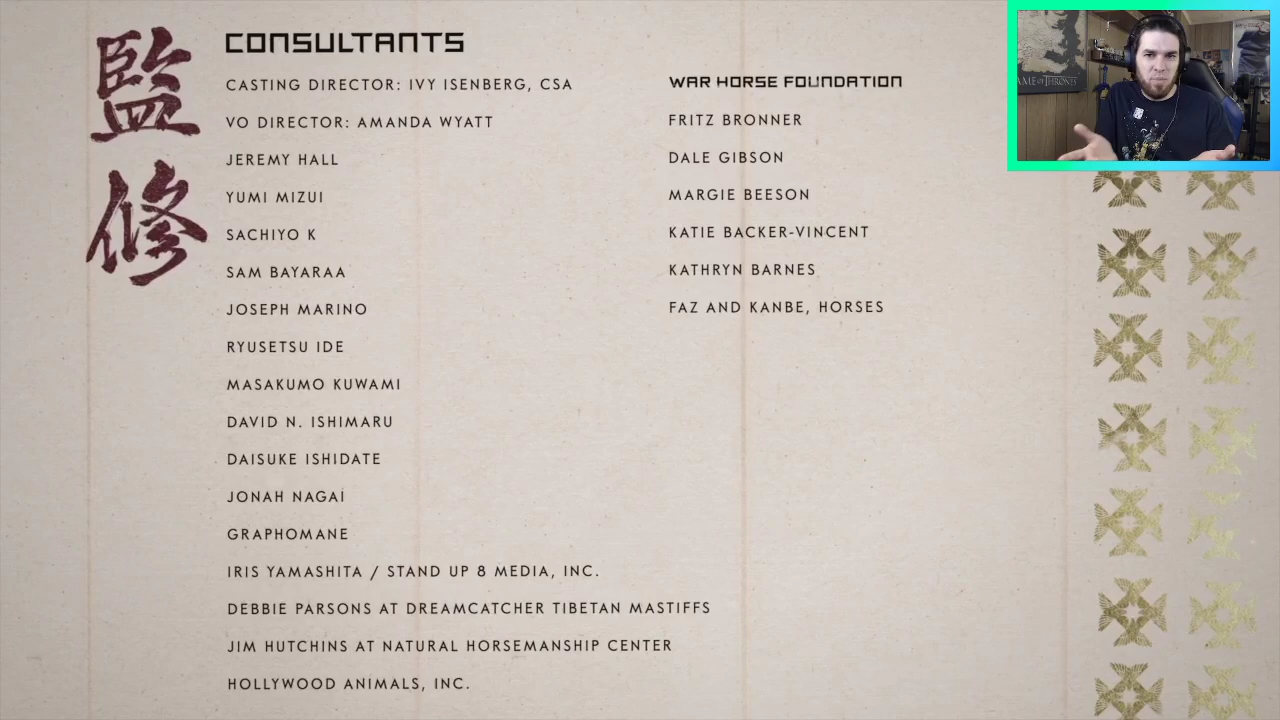 監修
CONSULTANTS
CASTING DIRECTOR: IVY ISENBERG, CSA
VO DIRECTOR: AMANDA WYATT
JEREMY HALL
YUMI MIZUI
SACHIYO K
SAM BAYARAA
JOSEPH MARINO
RYUSETSU IDE
MASAKUMO KUWAMI
DAVID N. ISHIMARU
DAISUKE ISHIDATE
JONAH NAGAI
GRAPHOMANE
IRIS YAMASHITA / STAND UP 8 MEDIA, INC.
DEBBIE PARSONS AT DREAMCATCHER TIBETAN MASTIFFS
JIM HUTCHINS AT NATURAL HORSEMANSHIP CENTER
HOLLYWOOD ANIMALS, INC.
WAR HORSE FOUNDATION
FRITZ BRONNER
DALE GIBSON
MARGIE BEESON
KATIE BACKER-VINCENT
KATHRYN BARNES
FAZ AND KANBE, HORSES
GAME OF THRONES